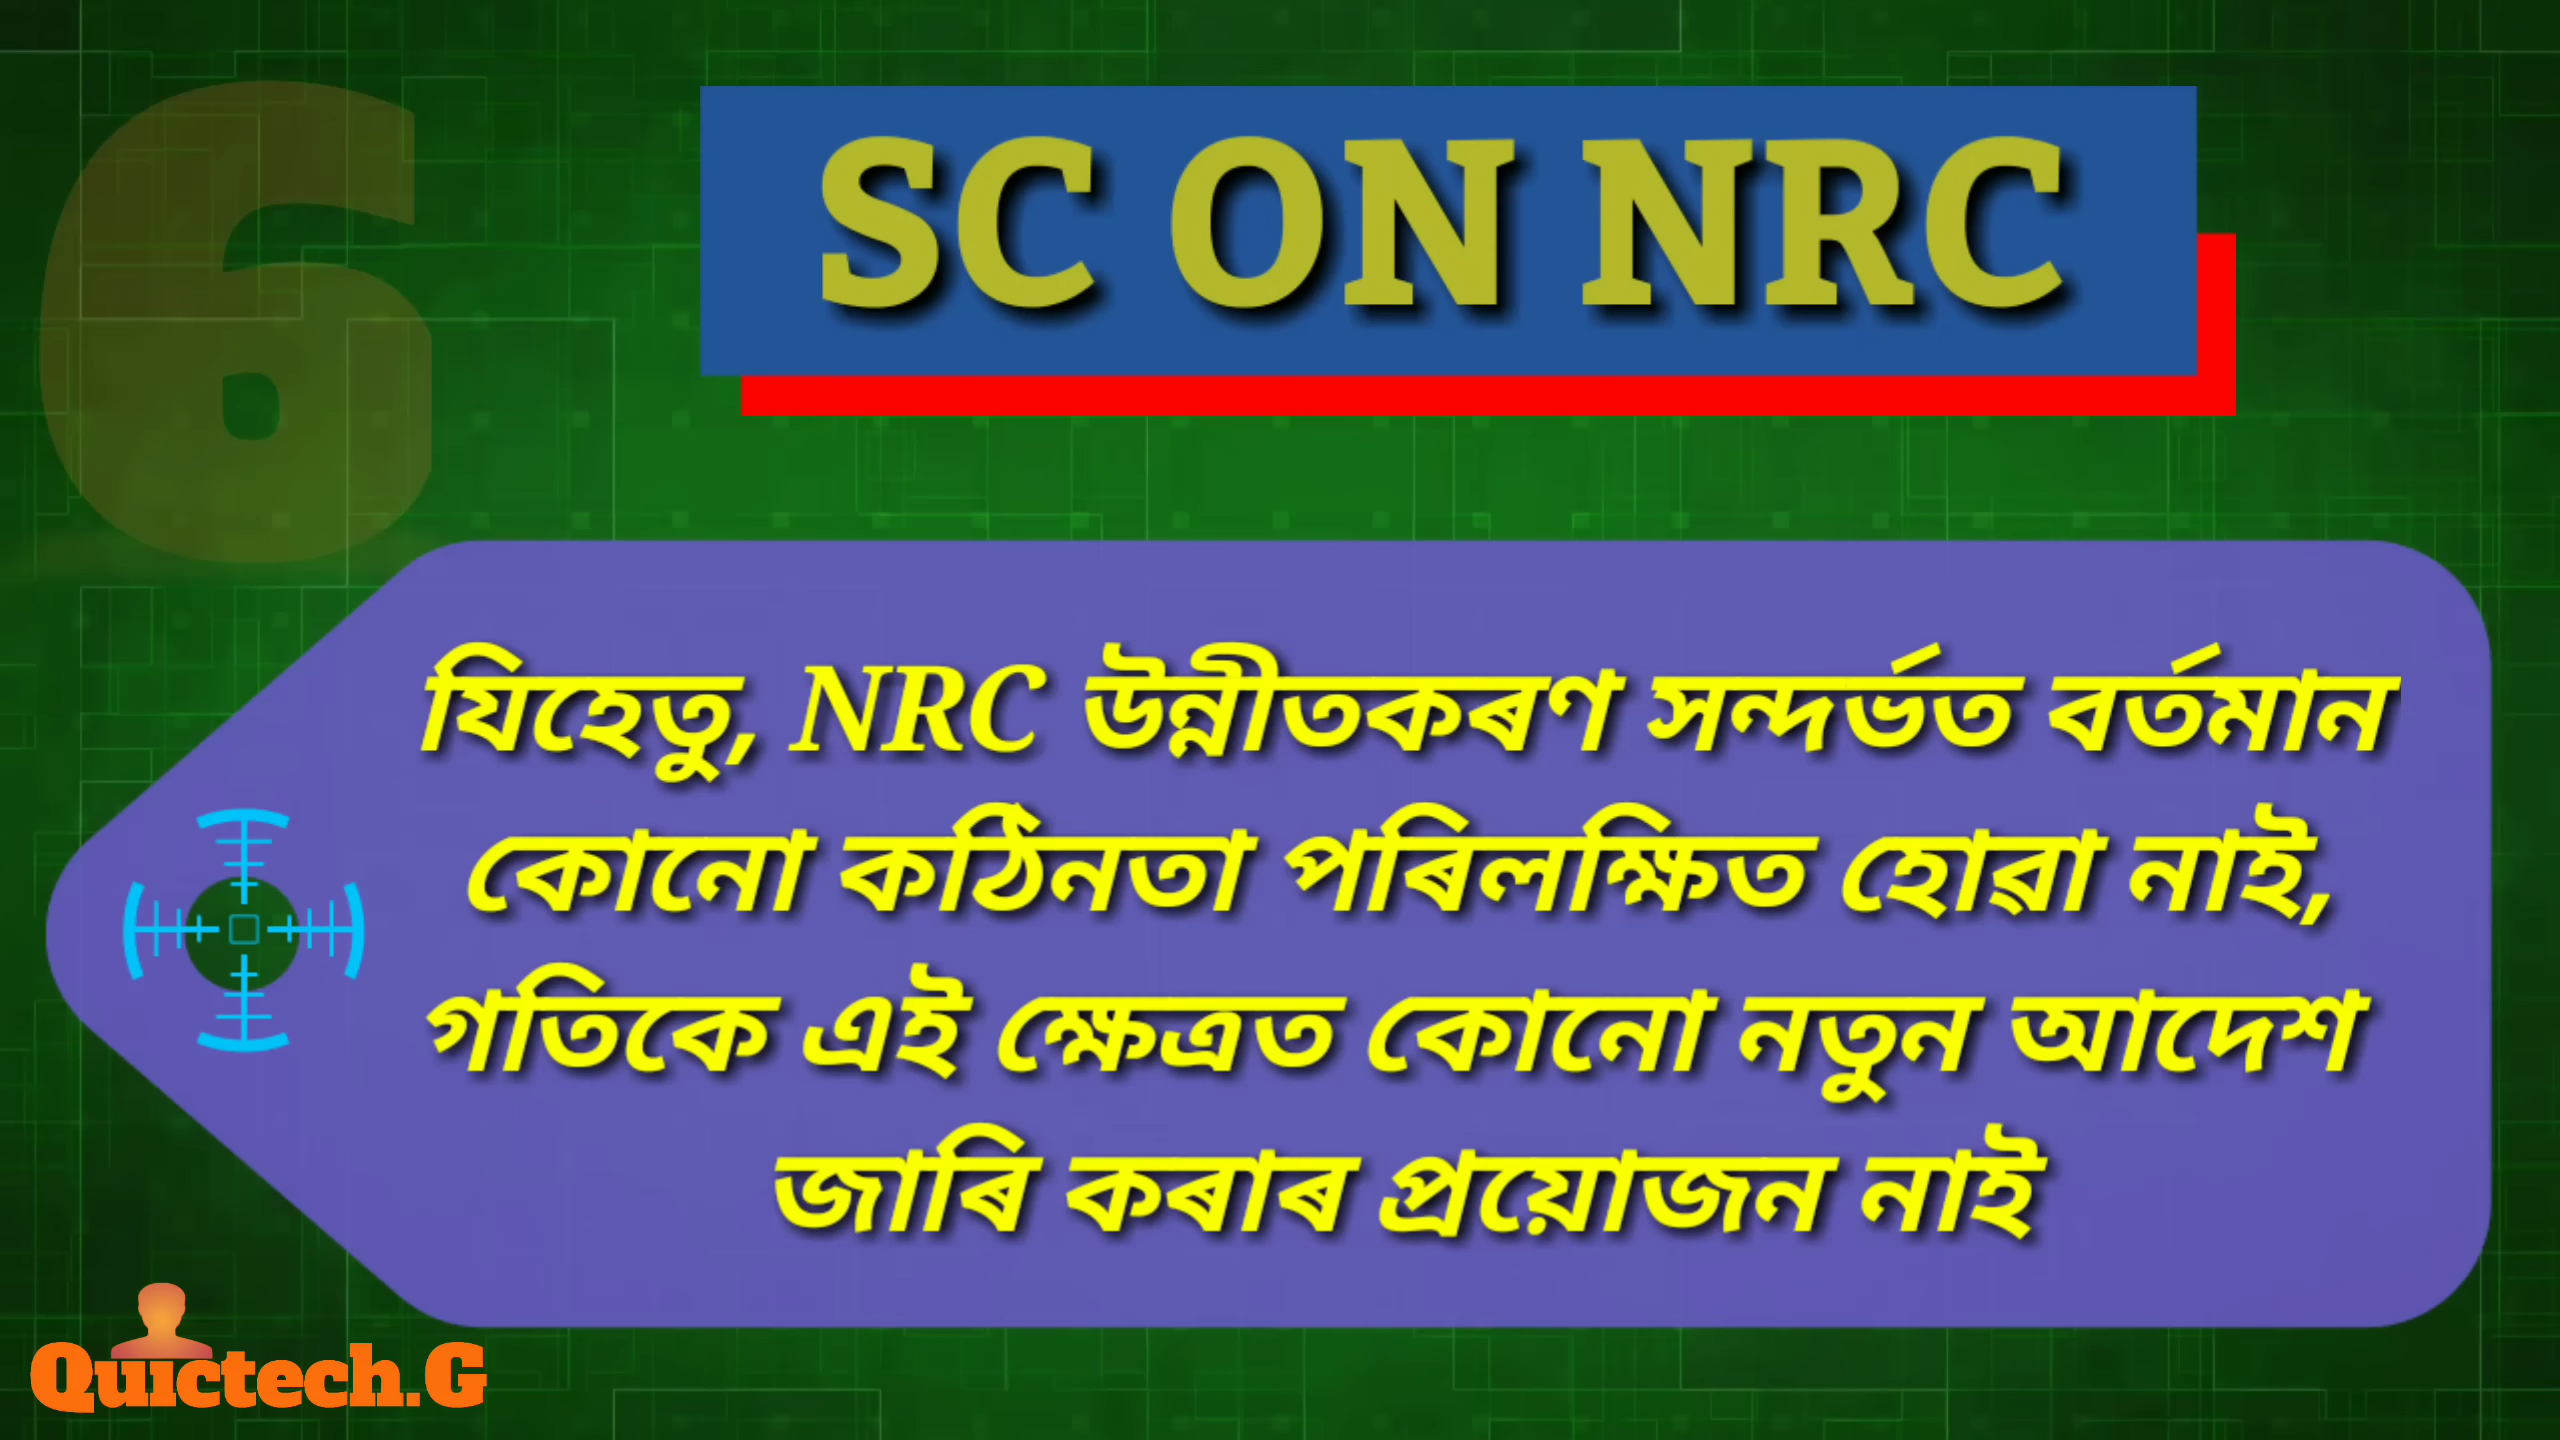 6
SC ON NRC
যিহেতু, NRC উন্নীতকৰণ সন্দৰ্ভত বৰ্তমান
কোনো কঠিনতা পৰিলক্ষিত হোৱা নাই,
গতিকে এই ক্ষেত্ৰত কোনো নতুন আদেশ
জাৰি কৰাৰ প্ৰয়োজন নাই
Quictech.G